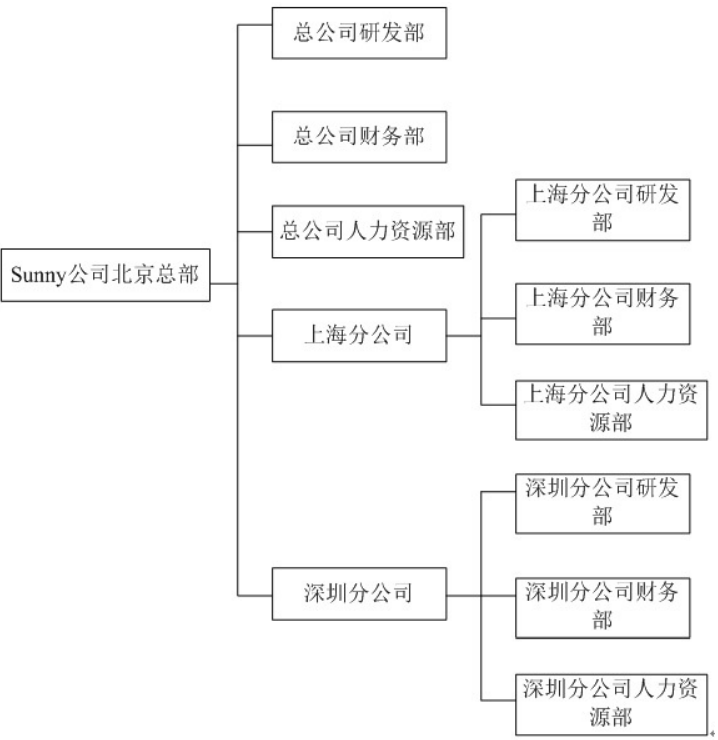 总公司研发部
总公司财务部
总公司人力资源部
Sunny公司北京总部
上海分公司
上海分公司研发
部
上海分公司财务
部
上海分公司人力资
源部
深圳分公司
深圳分公司研发
部
深圳分公司财务
部
深圳分公司人力资
源部